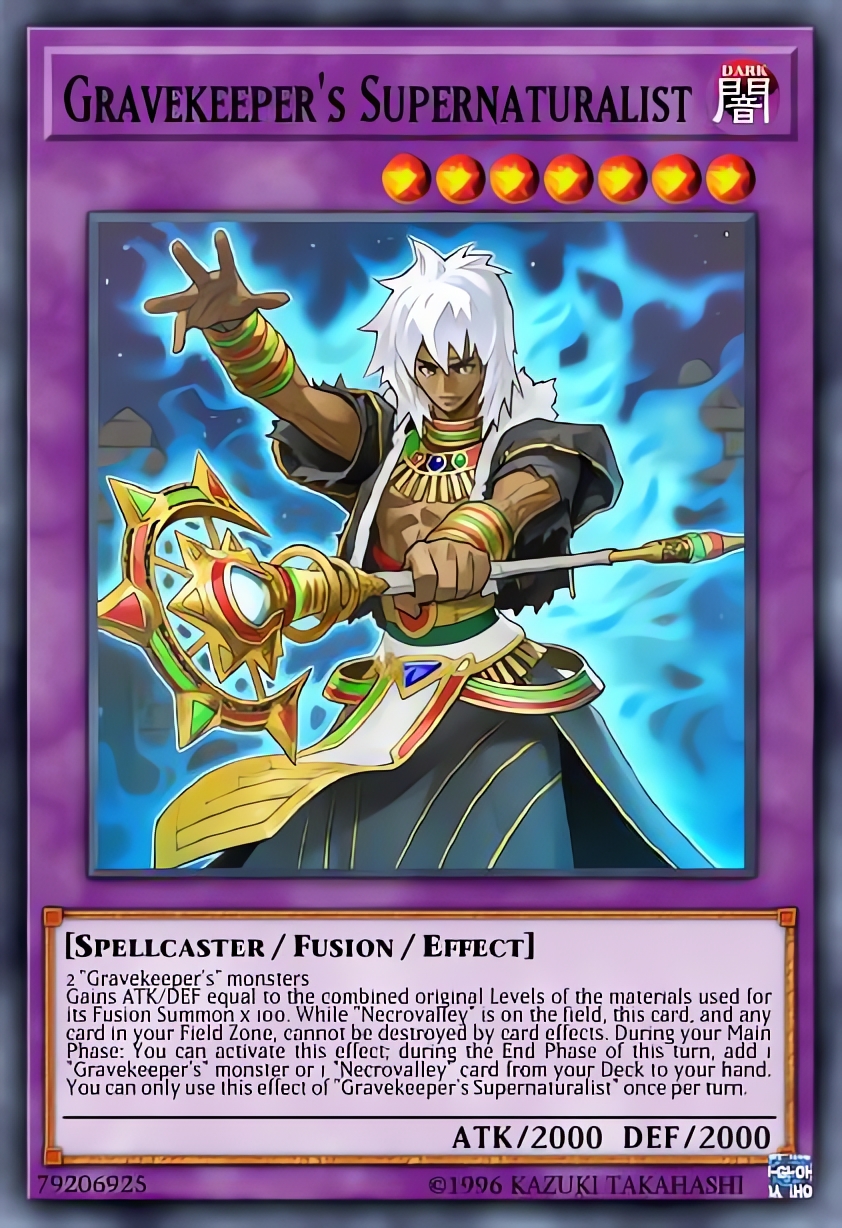 GRAVEKEEPER'S SUPERNATURALIST
DARK
闇
[SPELLCASTER / FUSION / EFFECT]
2 "Gravekeeper's" monsters
Gains ATK/DEF equal to the combined original Levels of the materials used for
its Fusion Summon x 100. While "Necrovalley" is on the field, this card, and any
card in your Field Zone, cannot be destroyed by card effects. During your Main
Phase: You can activate this effect; during the End Phase of this turn, add 1
"Gravekeeper's" monster or 1 "Necrovalley" card from your Deck to your hand.
You can only use this effect of "Gravekeeper's Supernaturalist" once per turn.
ATK/2000 DEF/2000
79206925
©1996 KAZUKI TAKAHASHI